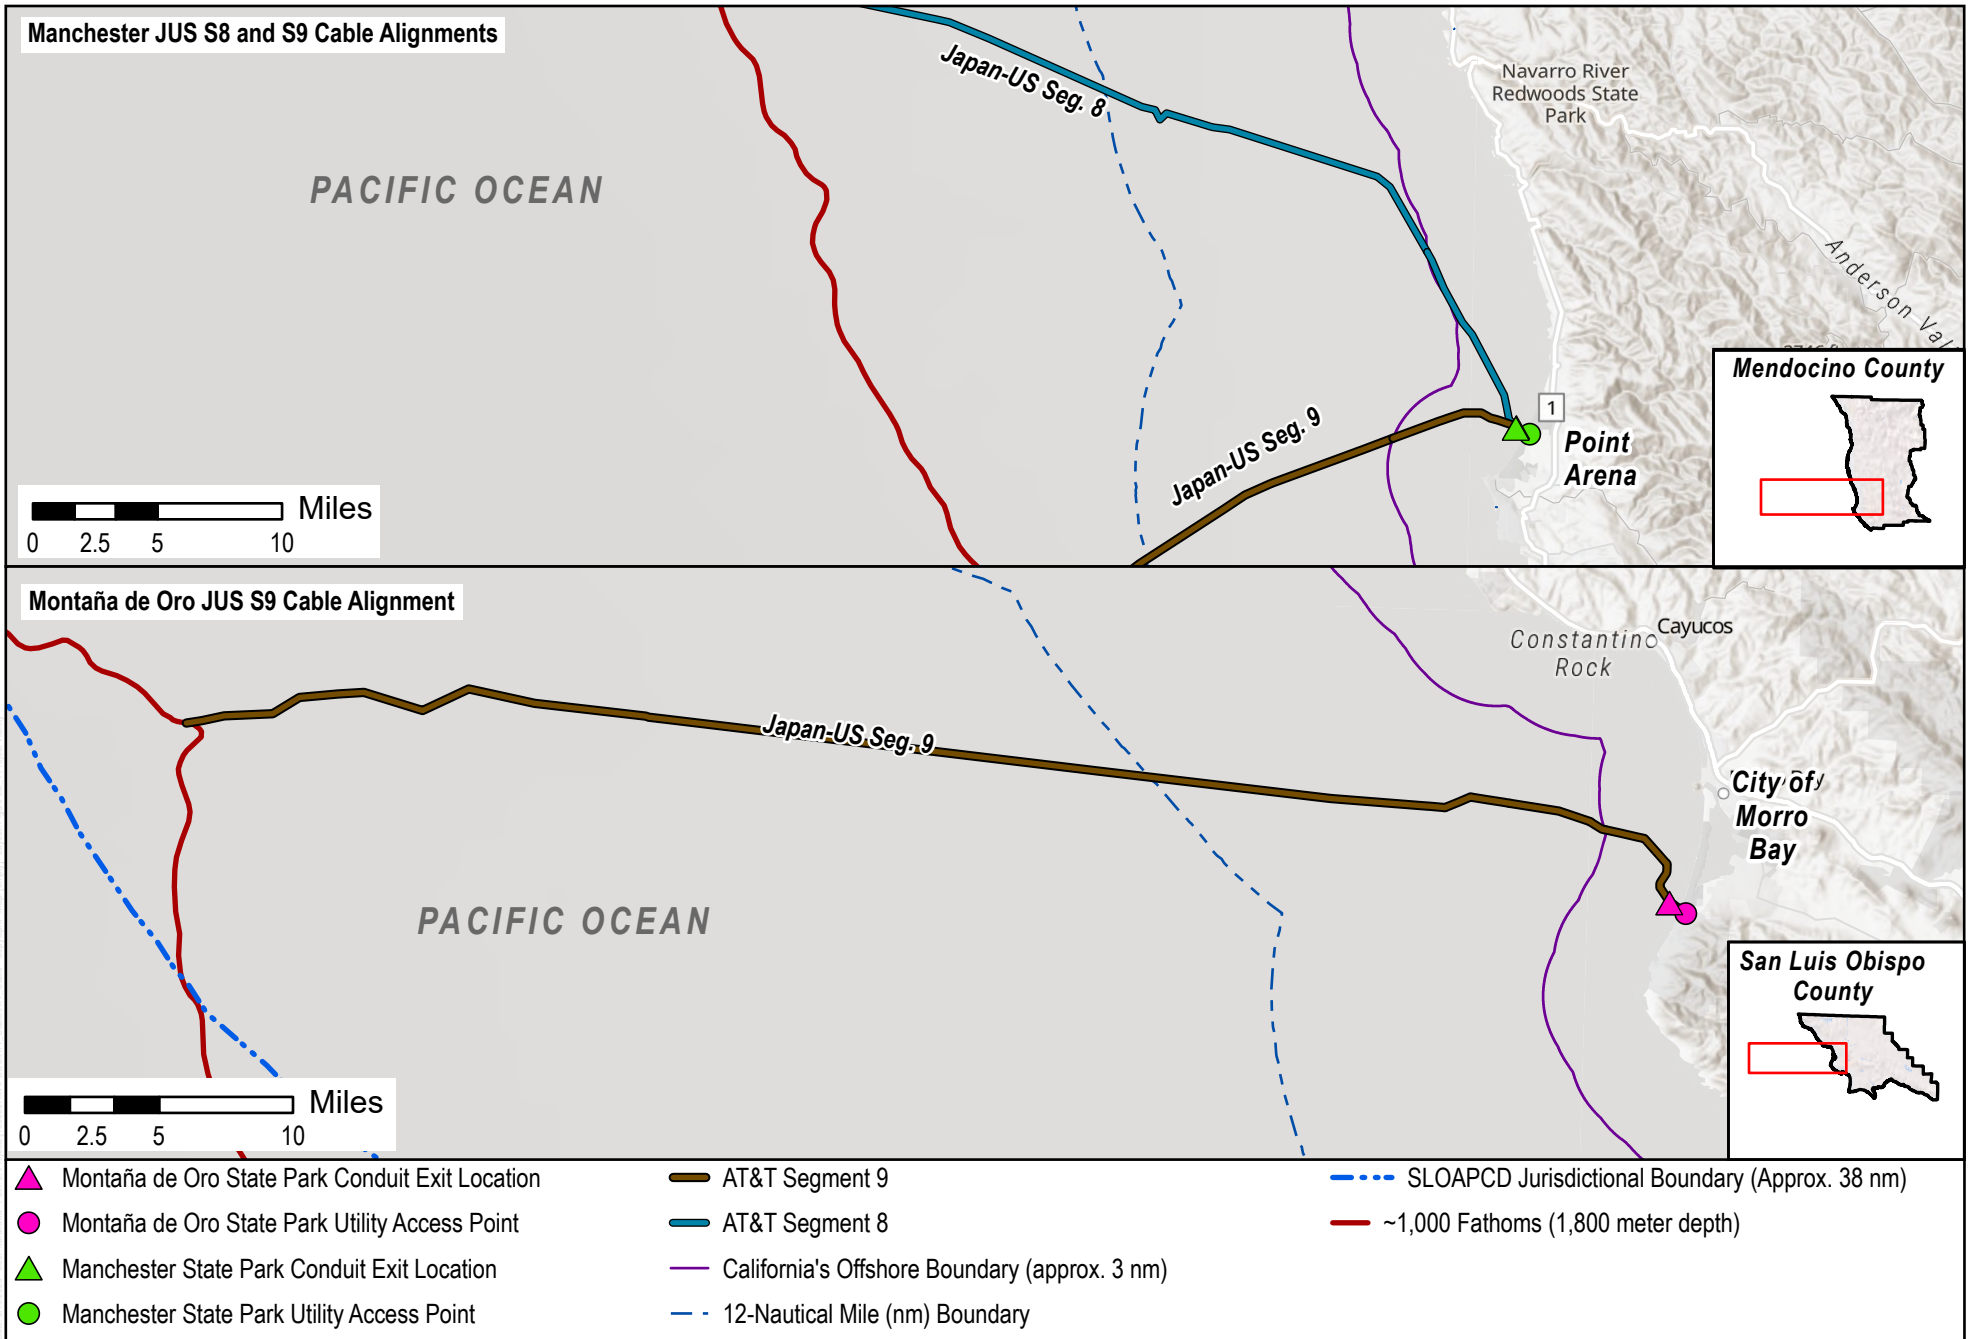 Manchester JUS S8 and S9 Cable Alignments
Japan-US Seg. 8
Navarro River
Redwoods State
Park
PACIFIC OCEAN
Anderson Val
Mendocino County
Japan-US Seg. 9
1
Point
Arena
Miles
0 2.5 5 10
Montaña de Oro JUS S9 Cable Alignment
Constantino
Rock
Cayucos
Japan-US Seg. 9
City of
Morro
Bay
PACIFIC OCEAN
San Luis Obispo
County
Miles
0 2.5 5 10
Montaña de Oro State Park Conduit Exit Location
Montaña de Oro State Park Utility Access Point
Manchester State Park Conduit Exit Location
Manchester State Park Utility Access Point
AT&T Segment 9
AT&T Segment 8
California's Offshore Boundary (approx. 3 nm)
12-Nautical Mile (nm) Boundary
SLOAPCD Jurisdictional Boundary (Approx. 38 nm)
~1,000 Fathoms (1,800 meter depth)